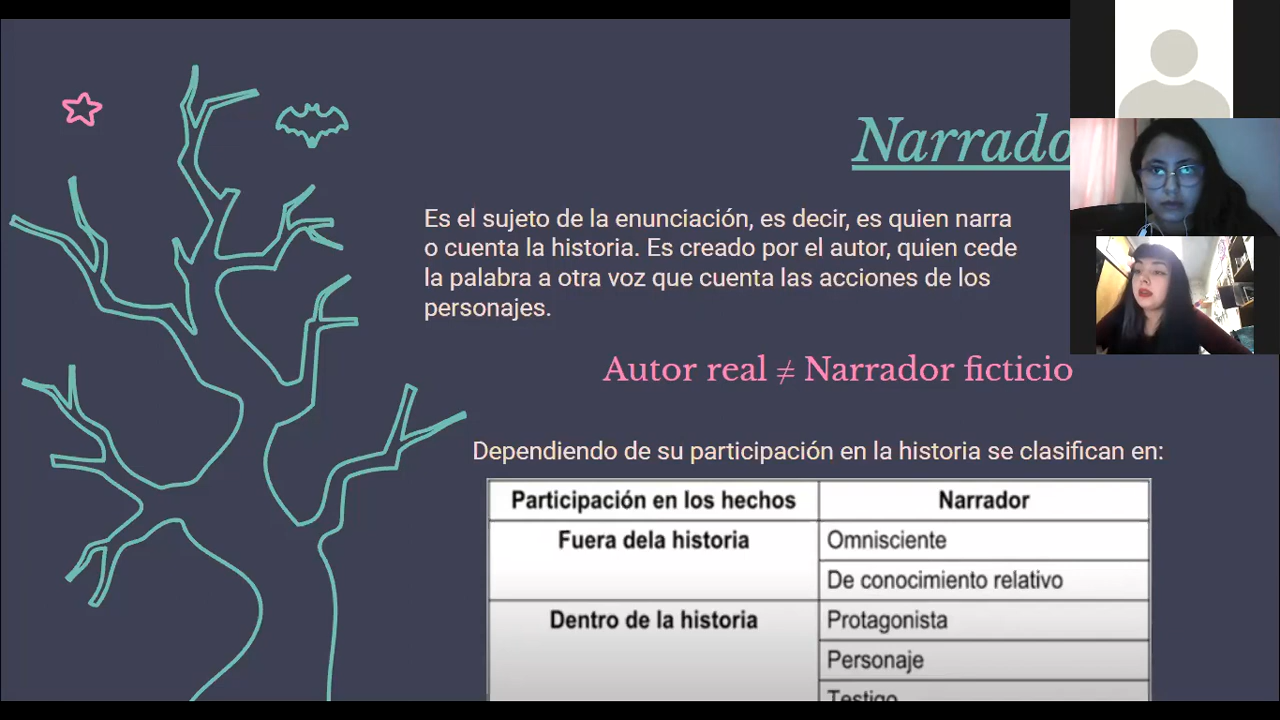 Narrado
Es el sujeto de la enunciación, es decir, es quien narra
o cuenta la historia. Es creado por el autor, quien cede
la palabra a otra voz que cuenta las acciones de los
personajes.
Autor real ≠ Narrador ficticio
Dependiendo de su participación en la historia se clasifican en:
Participación en los hechos Narrador
Fuera dela historia Omnisciente
De conocimiento relativo
Dentro de la historia Protagonista
Personaje
Testigo